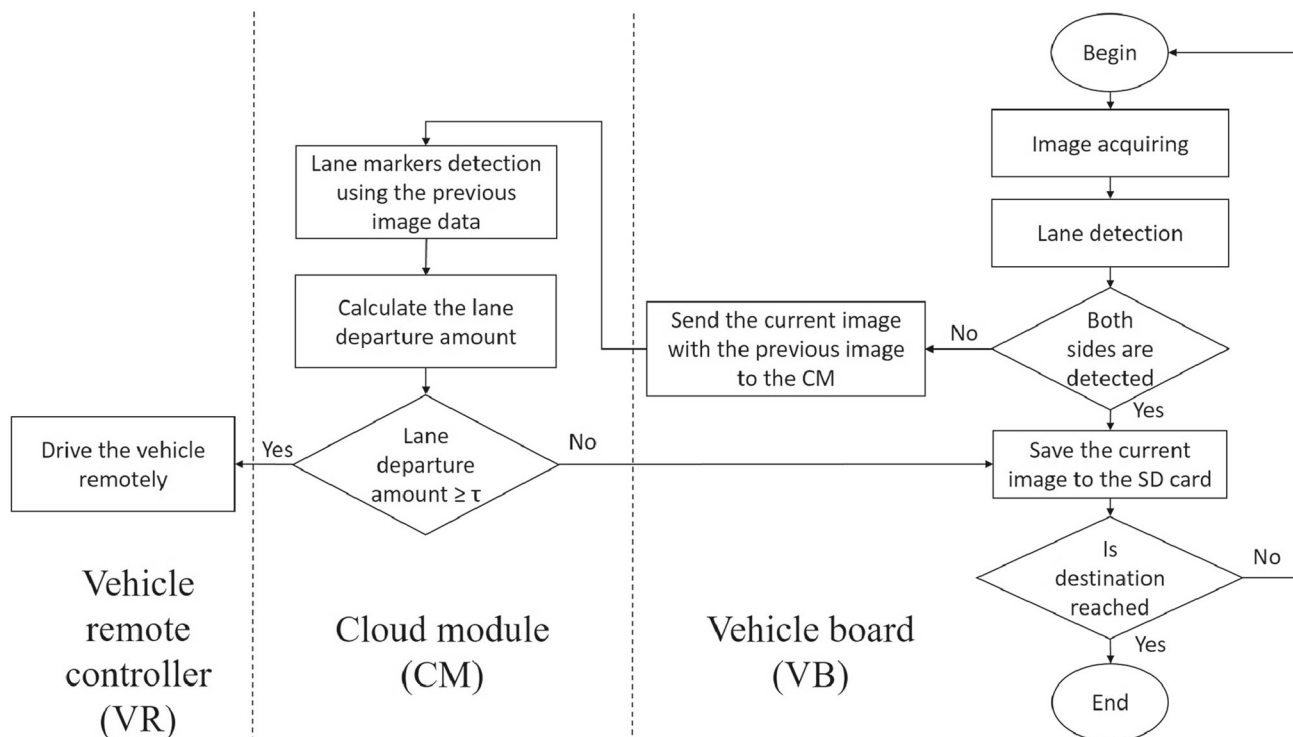 Begin
Image acquiring
Lane detection
Both
sides are
detected
No
Yes
Send the current image
with the previous image
to the CM
Lane markers detection
using the previous
image data
Calculate the lane
departure amount
Lane
departure
amount ≥ τ
Yes
No
Drive the vehicle
remotely
Save the current
image to the SD card
Is
destination
reached
No
Yes
End
Vehicle
remote
controller
(VR)
Cloud module
(CM)
Vehicle board
(VB)